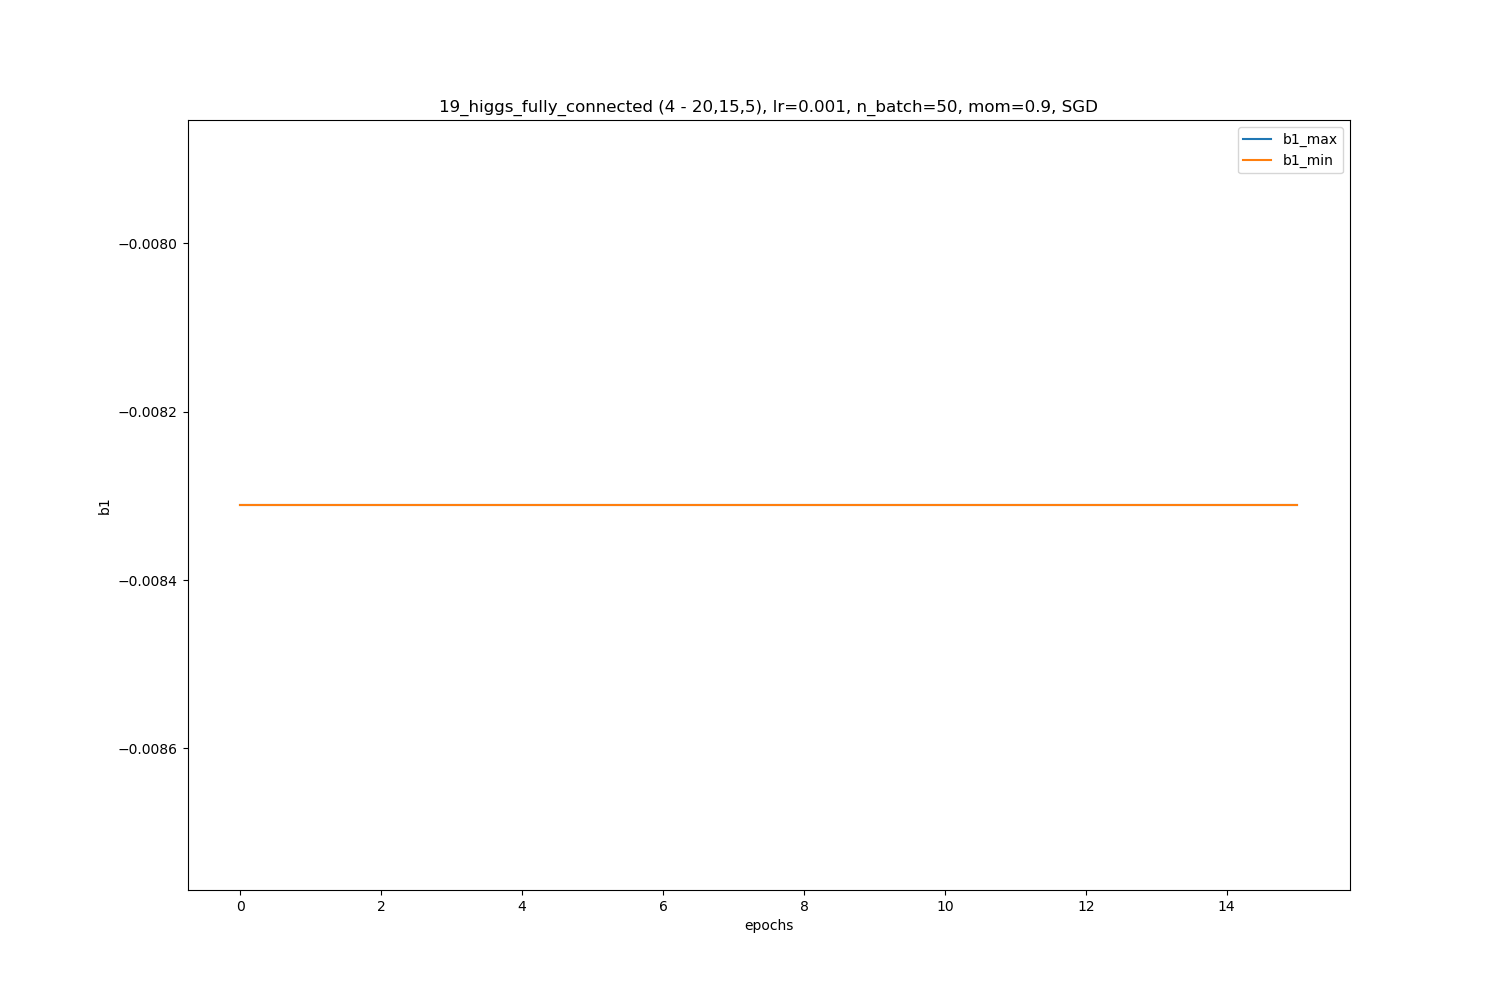 19_higgs_fully_connected (4 - 20,15,5), lr=0.001, n_batch=50, mom=0.9, SGD
b1_max
b1_min
−0.0080
−0.0082
−0.0084
−0.0086
b1
0 2 4 6 8 10 12 14
epochs